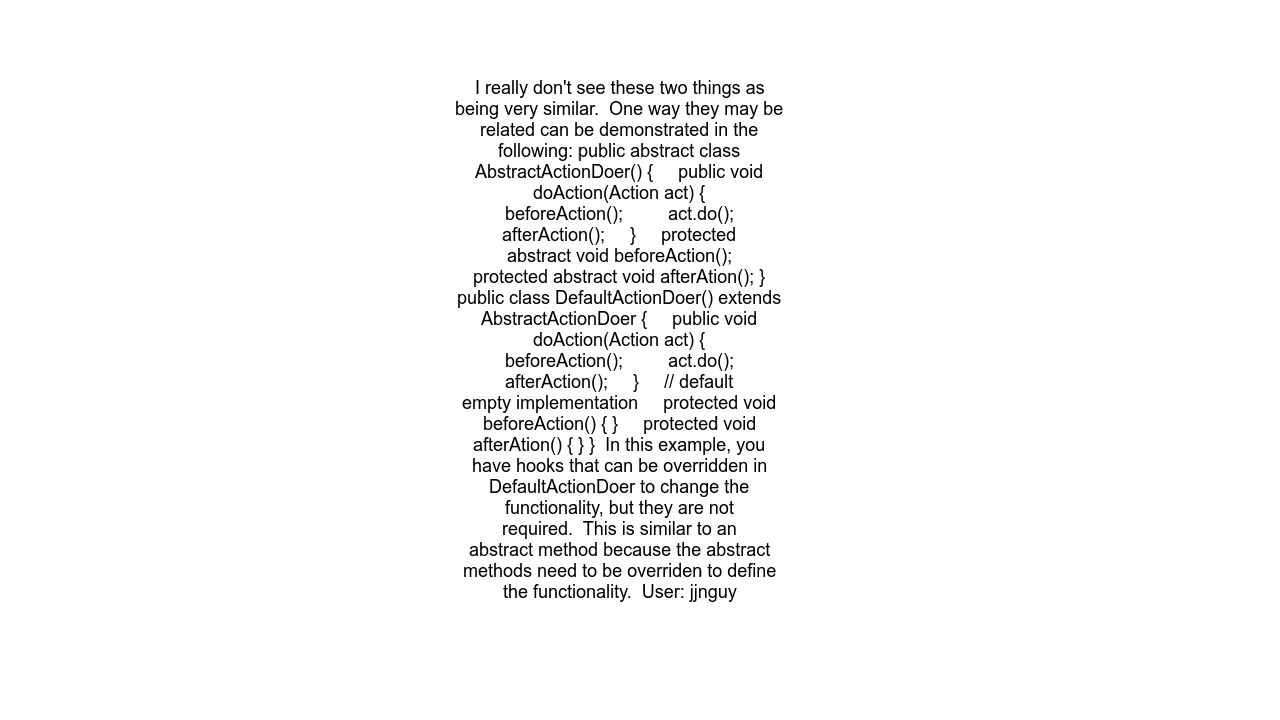 I really don't see these two things as
being very similar.  One way they may be
related can be demonstrated in the
following: public abstract class
AbstractActionDoer() {     public void
doAction(Action act) {
beforeAction();         act.do();
afterAction();     }     protected
abstract void beforeAction();
protected abstract void afterAtion(); }
public class DefaultActionDoer() extends
AbstractActionDoer {     public void
doAction(Action act) {
beforeAction();         act.do();
afterAction();     }     // default
empty implementation     protected void
beforeAction() { }     protected void
afterAtion() { } }  In this example, you
have hooks that can be overridden in
DefaultActionDoer to change the
functionality, but they are not
required.  This is similar to an
abstract method because the abstract
methods need to be overriden to define
the functionality.  User: jjnguy